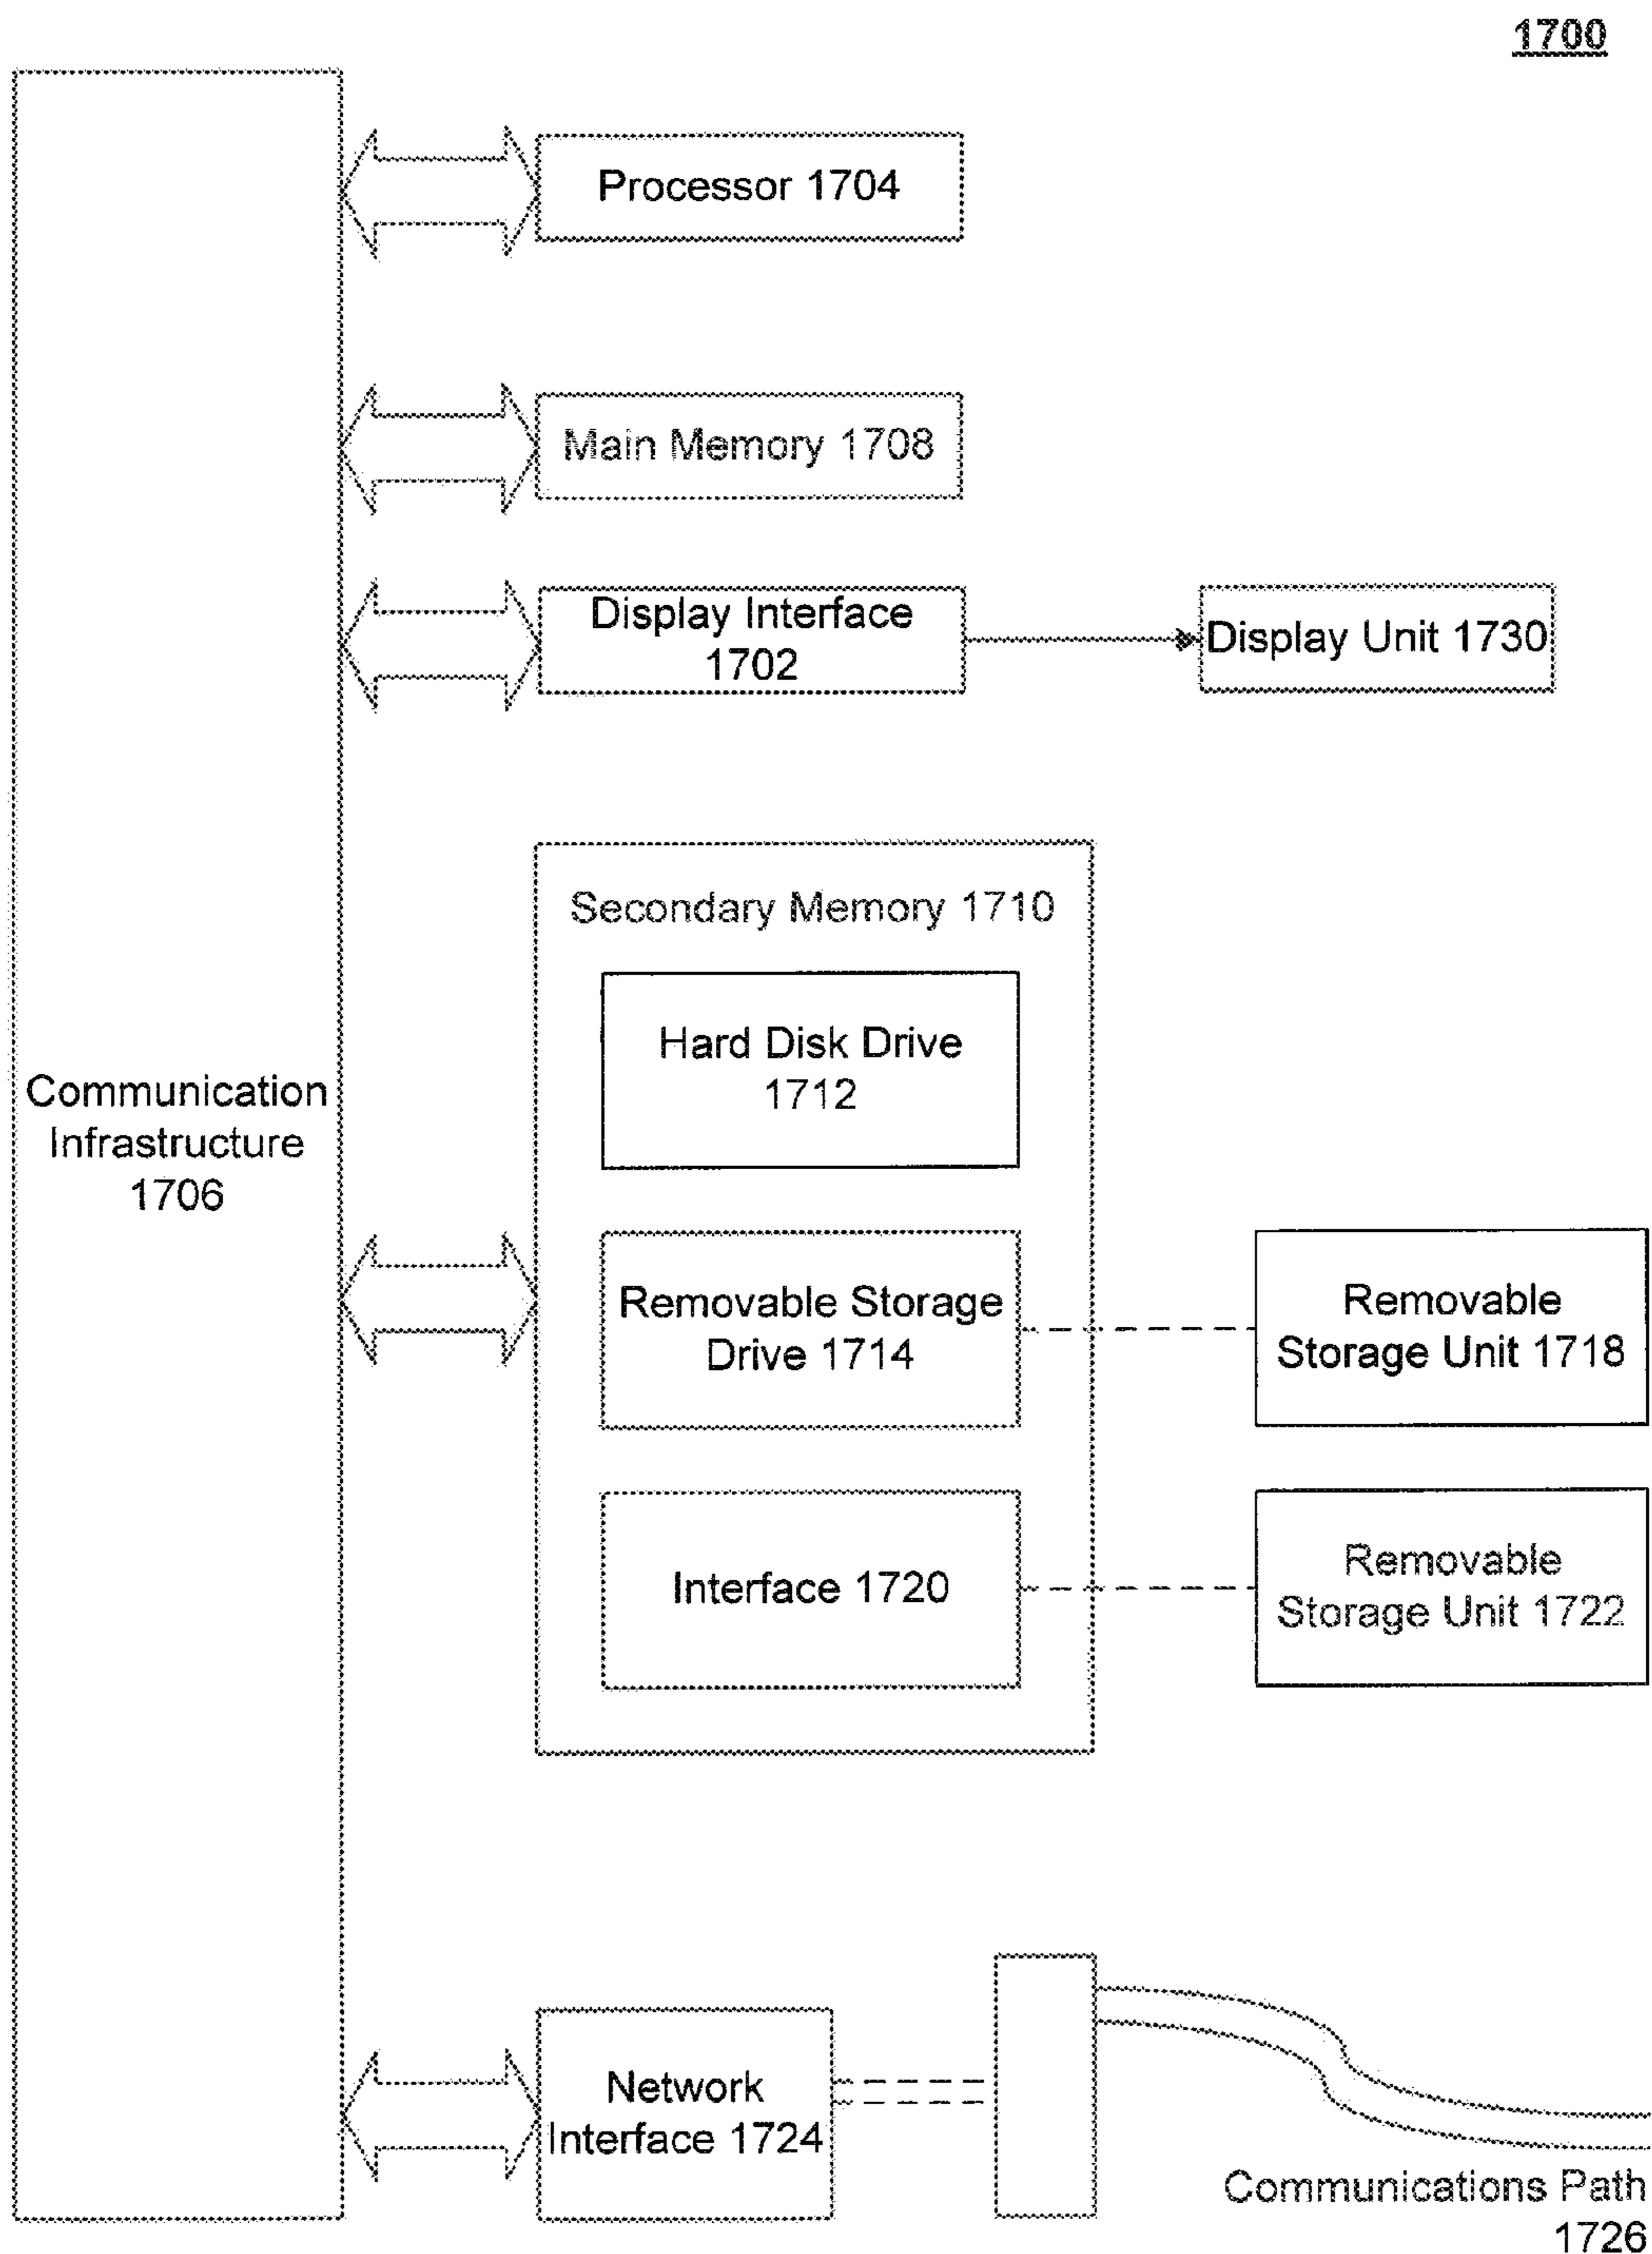 1700
Processor 1704
Main Memory 1708
Display Interface
1702
Display Unit 1730
Secondary Memory 1710
Hard Disk Drive
1712
Communication
Infrastructure
1706
Removable Storage
Drive 1714
Removable
Storage Unit 1718
Interface 1720
Removable
Storage Unit 1722
Network
Interface 1724
Communications Path
1726